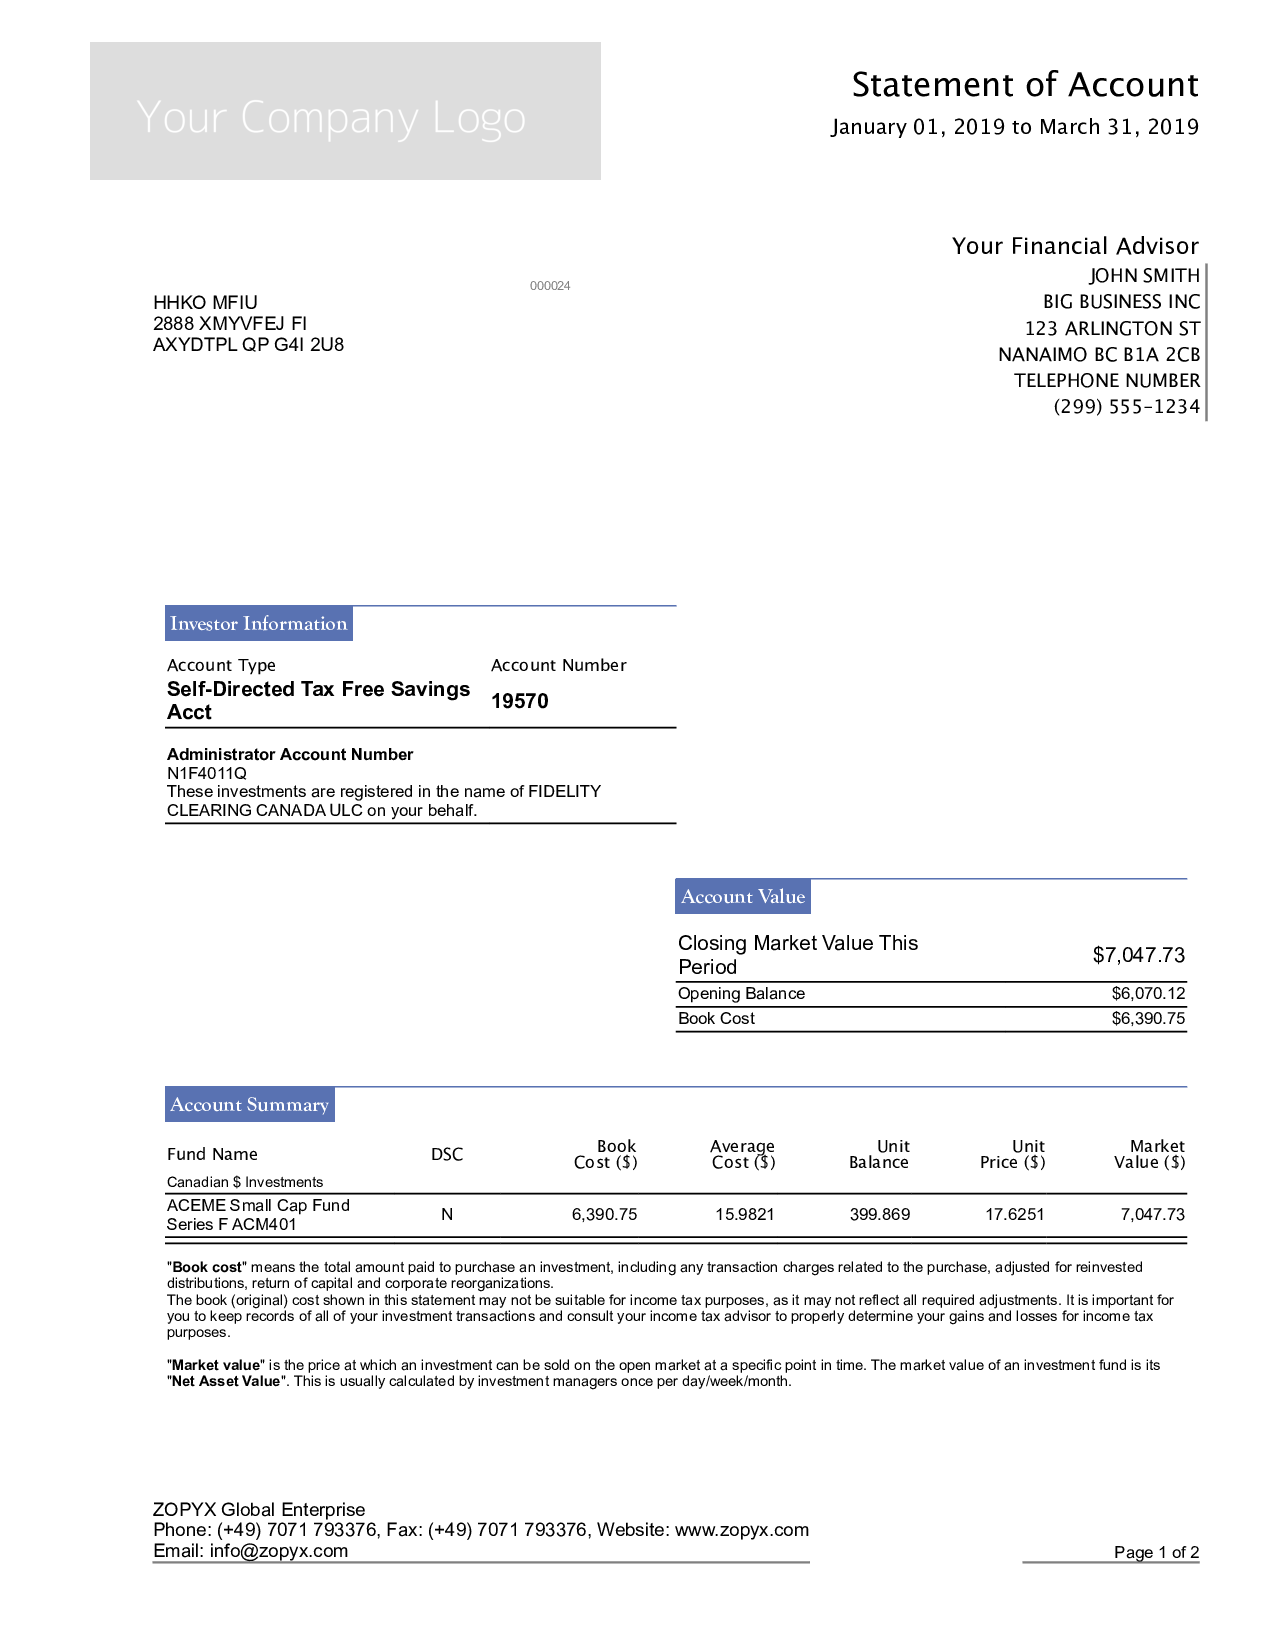 Your Company Logo
Statement of Account
January 01, 2019 to March 31, 2019
Your Financial Advisor
JOHN SMITH
BIG BUSINESS INC
123 ARLINGTON ST
NANAIMO BC B1A 2CB
TELEPHONE NUMBER
(299) 555-1234
000024
HHKO MFIU
2888 XMYVFEJ FI
AXYDTPL QP G4I 2U8
Investor Information
Account Type Account Number
Self-Directed Tax Free Savings
Acct
19570
Administrator Account Number
N1F4011Q
These investments are registered in the name of FIDELITY
CLEARING CANADA ULC on your behalf.
Account Value
Closing Market Value This
Period
$7,047.73
Opening Balance $6,070.12
Book Cost $6,390.75
Account Summary
Fund Name DSC Book Cost ($) Average Cost ($) Unit Balance Unit Price ($) Market Value ($)
Canadian $ Investments
ACEME Small Cap Fund
Series F ACM401
N 6,390.75 15.9821 399.869 17.6251 7,047.73
"Book cost" means the total amount paid to purchase an investment, including any transaction charges related to the purchase, adjusted for reinvested
distributions, return of capital and corporate reorganizations.
The book (original) cost shown in this statement may not be suitable for income tax purposes, as it may not reflect all required adjustments. It is important for
you to keep records of all of your investment transactions and consult your income tax advisor to properly determine your gains and losses for income tax
purposes.
"Market value" is the price at which an investment can be sold on the open market at a specific point in time. The market value of an investment fund is its
"Net Asset Value". This is usually calculated by investment managers once per day/week/month.
ZOPYX Global Enterprise
Phone: (+49) 7071 793376, Fax: (+49) 7071 793376, Website: www.zopyx.com
Email: info@zopyx.com
Page 1 of 2